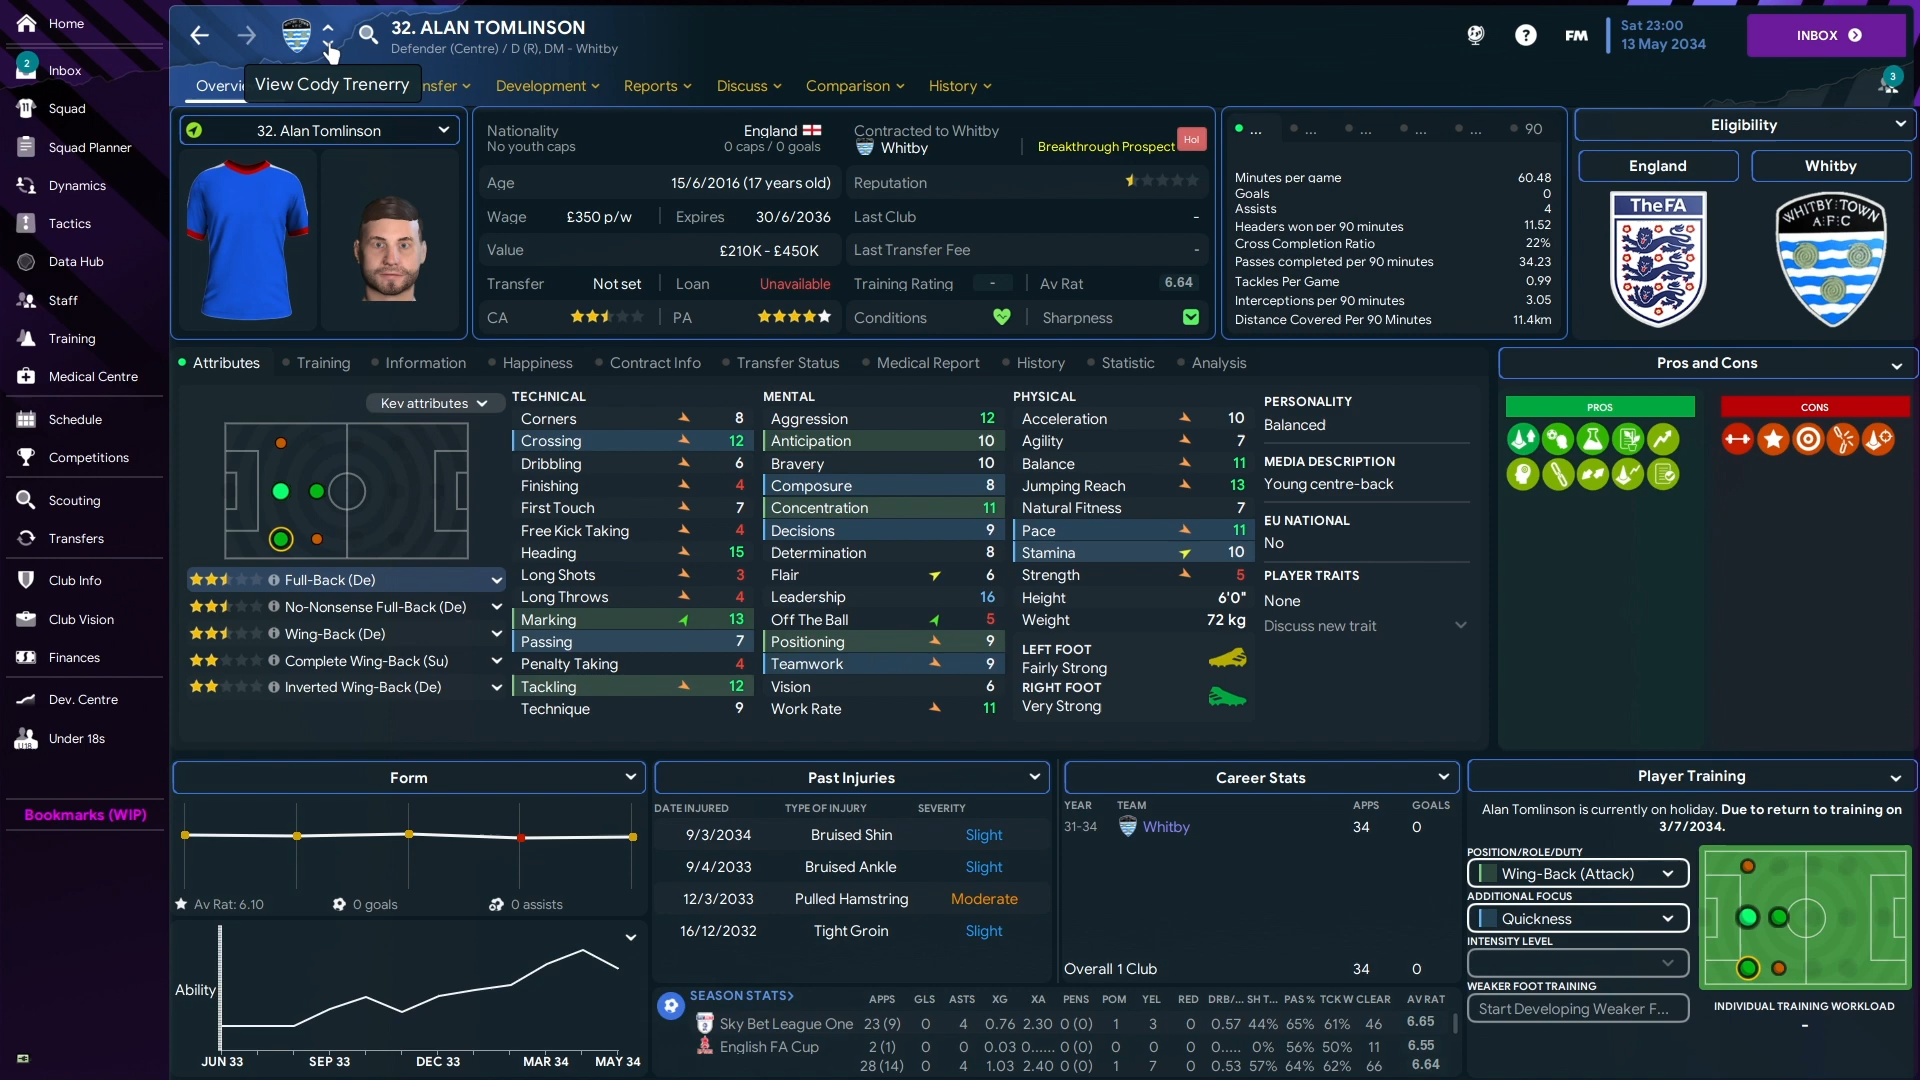 Home
2
Inbox
Squad
Squad Planner
Dynamics
Tactics
Data Hub
Staff
Training
Medical Centre
Schedule
Competitions
Scouting
Transfers
Club Info
Club Vision
Finances
Dev. Centre
U18
Under 18s
Bookmarks (WIP)
32. ALAN TOMLINSON
Defender (Centre) / D (R), DM - Whitby
? FM
Sat 23:00
13 May 2034
INBOX
View Cody Trenerry
nsfer Development Reports Discuss Comparison History
3
32. Alan Tomlinson
Nationality England
No youth caps 0 caps / 0 goals
Age 15/6/2016 (17 years old)
Wage £350 p/w Expires 30/6/2036
Value £210K - £450K
Transfer Not set Loan Unavailable
CA PA
Contracted to Whitby
Whitby Breakthrough Prospect Hol
Reputation
Last Club -
Last Transfer Fee -
Training Rating - Av Rat 6.64
Conditions Sharpness
... ... ... ... ... 90
Minutes per game 60.48
Goals 0
Assists 4
Headers won per 90 minutes 11.52
Cross Completion Ratio 22%
Passes completed per 90 minutes 34.23
Tackles Per Game 0.99
Interceptions per 90 minutes 3.05
Distance Covered Per 90 Minutes 11.4km
Eligibility
England Whitby
The FA
WHITBY TOWN
A.F.C
Attributes Training Information Happiness Contract Info Transfer Status Medical Report History Statistic Analysis
Key attributes
Full-Back (De)
No-Nonsense Full-Back (De)
Wing-Back (De)
Complete Wing-Back (Su)
Inverted Wing-Back (De)
TECHNICAL
Corners 8
Crossing 12
Dribbling 6
Finishing 4
First Touch 7
Free Kick Taking 4
Heading 15
Long Shots 3
Long Throws 4
Marking 13
Passing 7
Penalty Taking 4
Tackling 12
Technique 9
MENTAL
Aggression 12
Anticipation 10
Bravery 10
Composure 8
Concentration 11
Decisions 9
Determination 8
Flair 6
Leadership 16
Off The Ball 5
Positioning 9
Teamwork 9
Vision 6
Work Rate 11
PHYSICAL
Acceleration 10
Agility 7
Balance 11
Jumping Reach 13
Natural Fitness 7
Pace 11
Stamina 10
Strength 5
Height 6'0"
Weight 72 kg
LEFT FOOT
Fairly Strong
RIGHT FOOT
Very Strong
PERSONALITY
Balanced
MEDIA DESCRIPTION
Young centre-back
EU NATIONAL
No
PLAYER TRAITS
None
Discuss new trait
Pros and Cons
PROS CONS
Form
Av Rat: 6.10 0 goals 0 assists
Ability
JUN 33 SEP 33 DEC 33 MAR 34 MAY 34
Past Injuries
DATE INJURED TYPE OF INJURY SEVERITY
9/3/2034 Bruised Shin Slight
9/4/2033 Bruised Ankle Slight
12/3/2033 Pulled Hamstring Moderate
16/12/2032 Tight Groin Slight
Career Stats
YEAR TEAM APPS GOALS
31-34 Whitby 34 0
Overall 1 Club 34 0
SEASON STATS> APPS GLS ASTS XG XA PENS POM YEL RED DRB/... SH T... PAS % TCK W CLEAR AV RAT
Sky Bet League One 23 (9) 0 4 0.76 2.30 0 (0) 1 3 0 0.57 44% 65% 61% 46 6.65
English FA Cup 2 (1) 0 0 0.03 0...... 0 (0) 0 0 0 0..... 0% 56% 50% 11 6.55
28 (14) 0 4 1.03 2.40 0 (0) 1 7 0 0.53 57% 64% 62% 66 6.64
Player Training
Alan Tomlinson is currently on holiday. Due to return to training on
3/7/2034.
POSITION/ROLE/DUTY
Wing-Back (Attack)
ADDITIONAL FOCUS
Quickness
INTENSITY LEVEL
WEAKER FOOT TRAINING
Start Developing Weaker F...
INDIVIDUAL TRAINING WORKLOAD
-